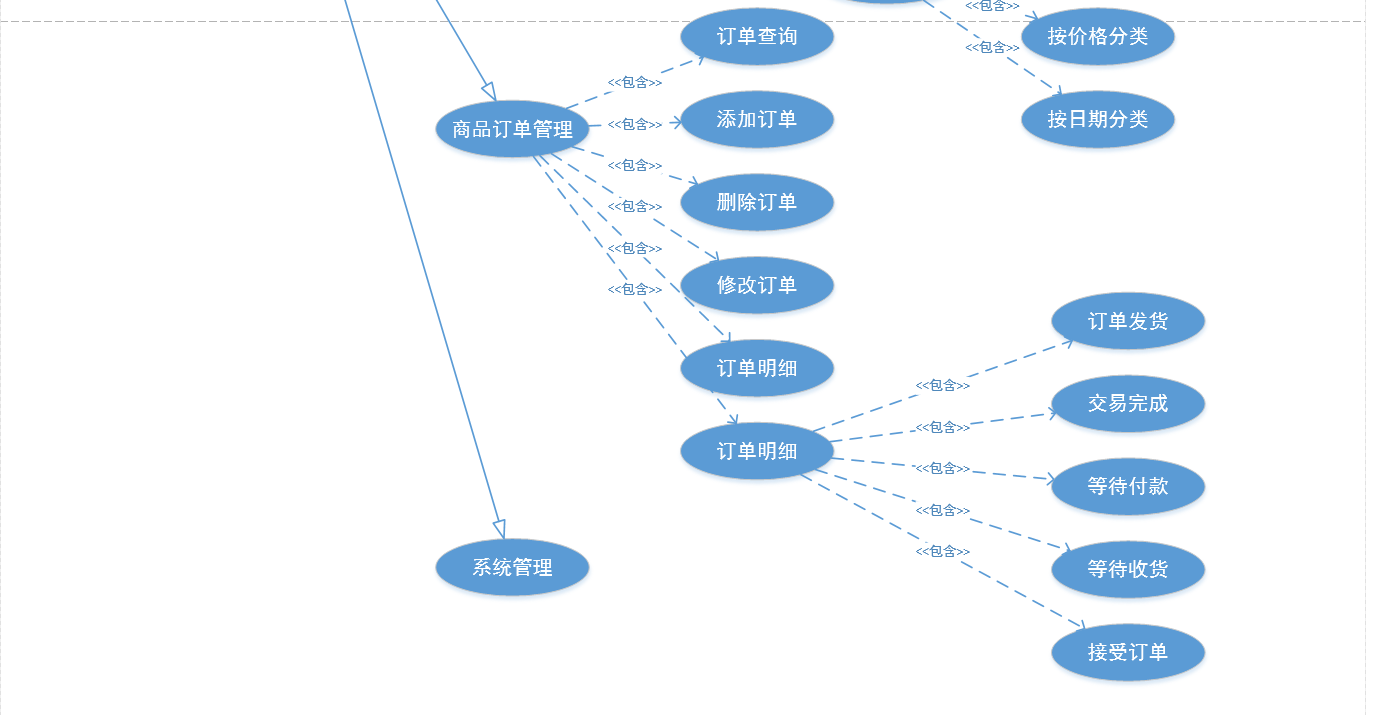 <<包含>>
按价格分类
<<包含>>
按日期分类
商品订单管理
<<包含>>
订单查询
<<包含>>
添加订单
<<包含>>
删除订单
<<包含>>
修改订单
<<包含>>
订单明细
<<包含>>
订单明细
<<包含>>
订单发货
<<包含>>
交易完成
<<包含>>
等待付款
<<包含>>
等待收货
<<包含>>
接受订单
系统管理